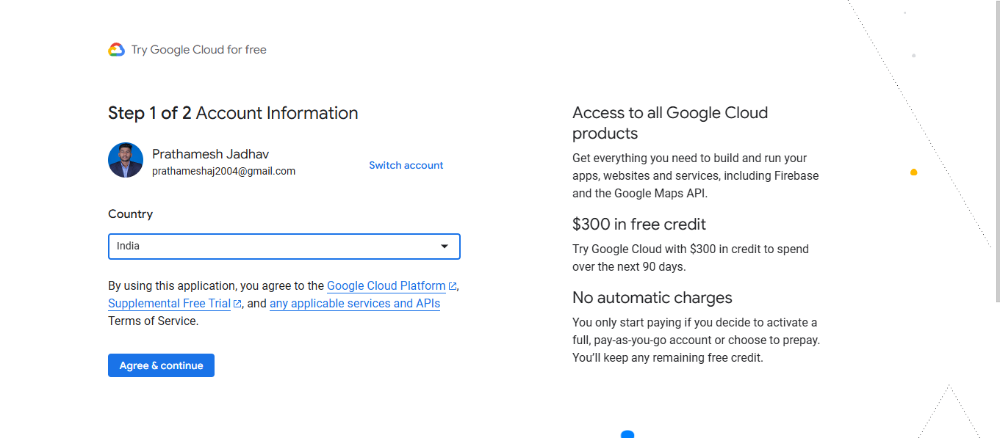 Try Google Cloud for free
Step 1 of 2 Account Information
Prathamesh Jadhav
prathameshaj2004@gmail.com
Switch account
Country
India
By using this application, you agree to the Google Cloud Platform,
Supplemental Free Trial, and any applicable services and APIs
Terms of Service.
Agree & continue
Access to all Google Cloud
products
Get everything you need to build and run your
apps, websites and services, including Firebase
and the Google Maps API.
$300 in free credit
Try Google Cloud with $300 in credit to spend
over the next 90 days.
No automatic charges
You only start paying if you decide to activate a
full, pay-as-you-go account or choose to prepay.
You’ll keep any remaining free credit.